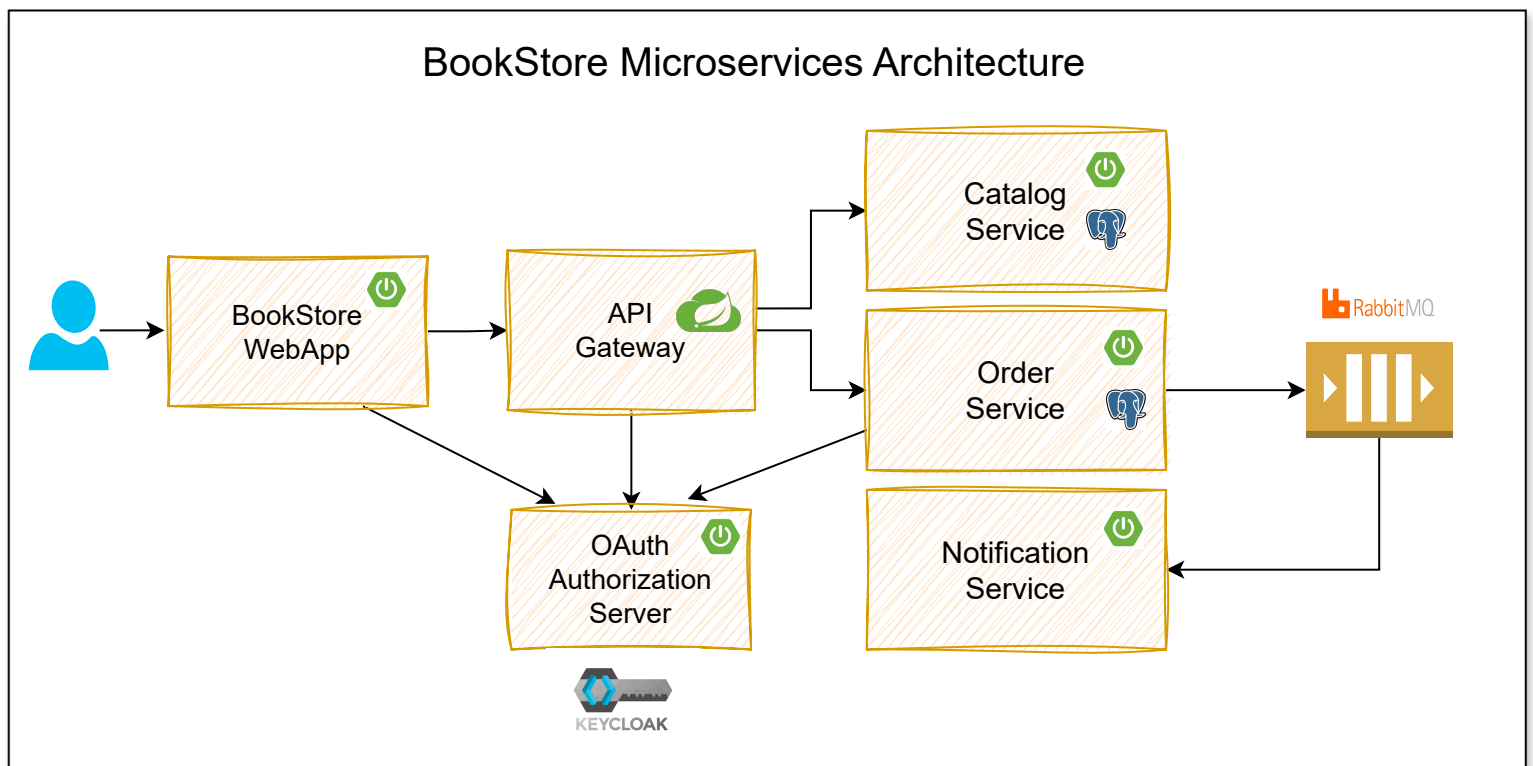 BookStore Microservices Architecture
Catalog
Service
BookStore
WebApp
API
Gateway
RabbitMQ
Order
Service
OAuth
Authorization
Server
Notification
Service
KEYCLOAK